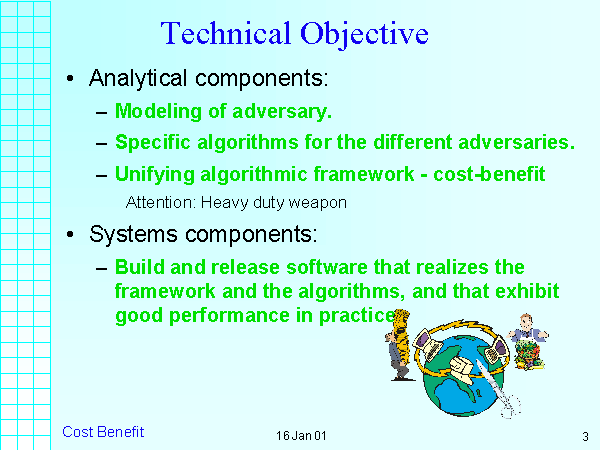 Technical Objective
• Analytical components:
– Modeling of adversary.
– Specific algorithms for the different adversaries.
– Unifying algorithmic framework - cost-benefit
Attention: Heavy duty weapon
• Systems components:
– Build and release software that realizes the
framework and the algorithms, and that exhibit
good performance in practice
Cost Benefit
16 Jan 01
3